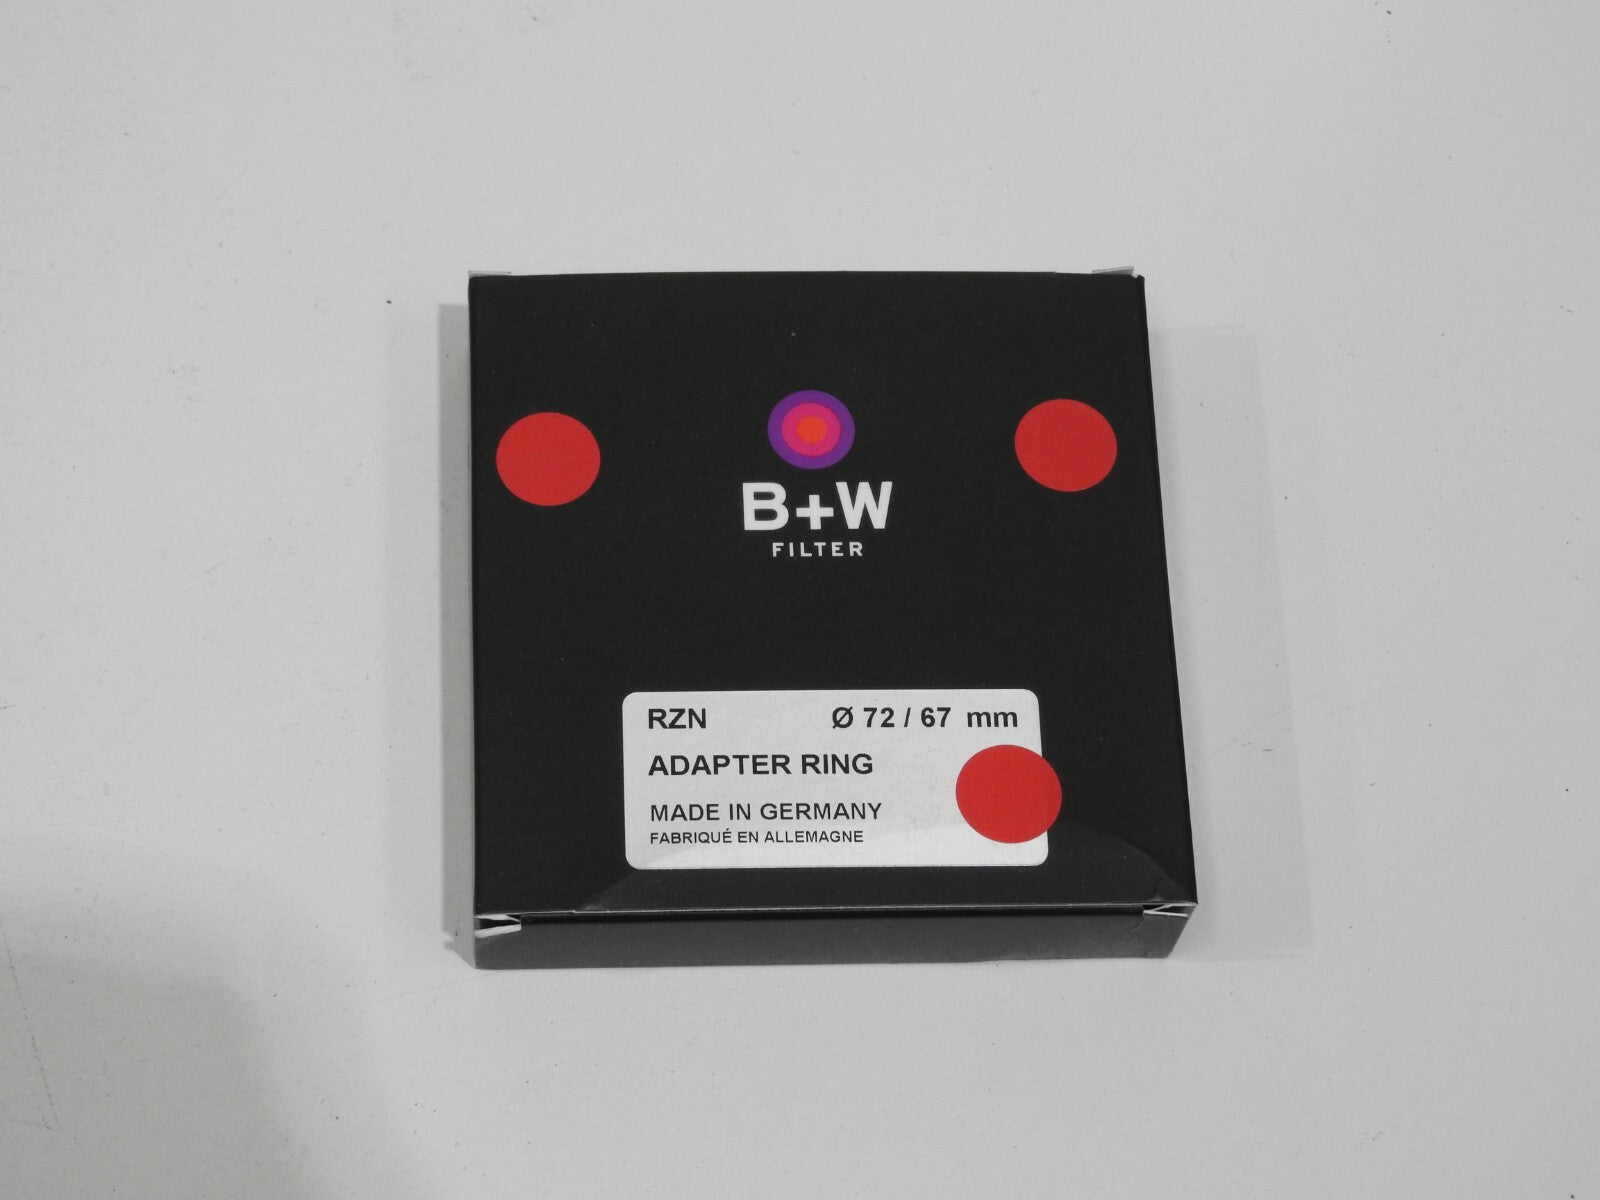 B+W
FILTER
RZN Ø 72 / 67 mm
ADAPTER RING
MADE IN GERMANY
FABRIQUÉ EN ALLEMAGNE